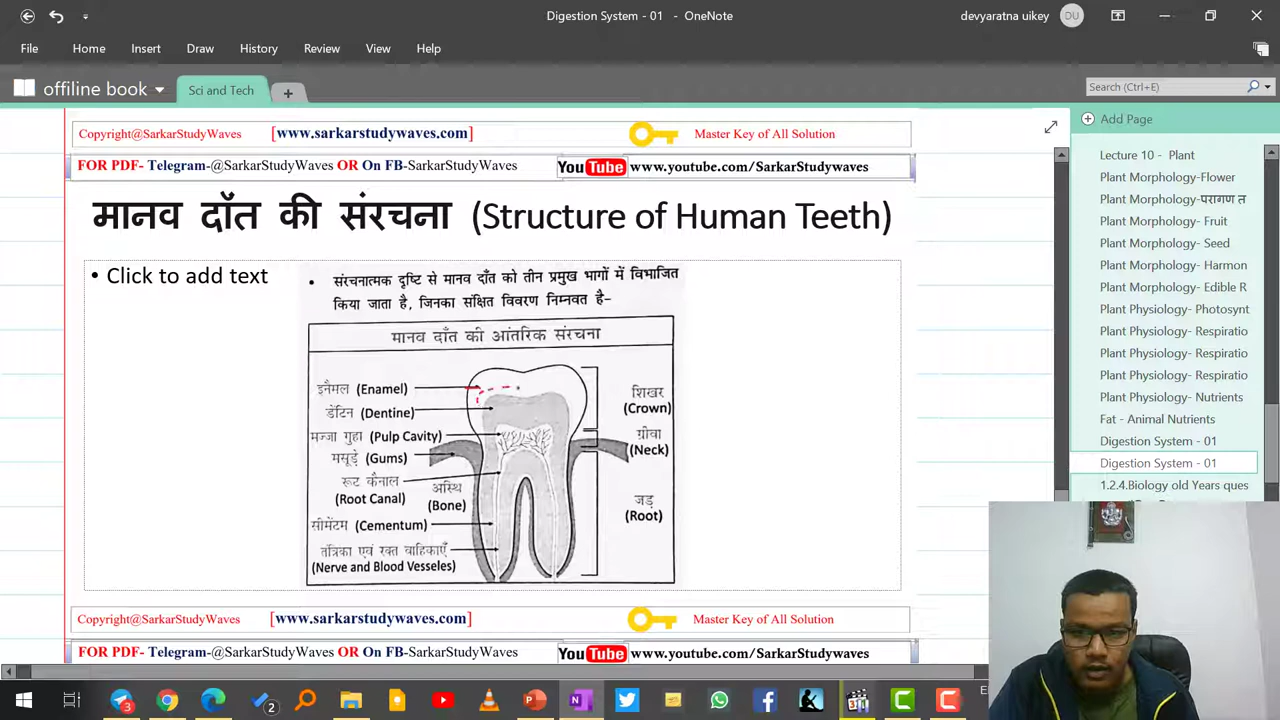 Digestion System - 01 - OneNote
devyaratna uikey
DU
File Home Insert Draw History Review View Help
offiline book
Sci and Tech
Search (Ctrl+E)
Add Page
Copyright@SarkarStudyWaves [www.sarkarstudywaves.com] Master Key of All Solution
FOR PDF- Telegram-@SarkarStudyWaves OR On FB-SarkarStudyWaves YouTube www.youtube.com/SarkarStudyWaves
मानव दाॅंत की संरचना (Structure of Human Teeth)
• Click to add text
• संरचनात्मक दृष्टि से मानव दाँत को तीन प्रमुख भागों में विभाजित
किया जाता है, जिनका संक्षित विवरण निम्नवत है-
मानव दाँत की आंतरिक संरचना
इनैमल (Enamel)
डेंटिन (Dentine)
मज्जा गुहा (Pulp Cavity)
मसूड़े (Gums)
रूट कैनाल
(Root Canal)
अस्थि
(Bone)
सीमेंटम (Cementum)
तंत्रिका एवं रक्त वाहिकाएँ
(Nerve and Blood Vesseles)
शिखर
(Crown)
ग्रीवा
(Neck)
जड़
(Root)
Copyright@SarkarStudyWaves [www.sarkarstudywaves.com] Master Key of All Solution
FOR PDF- Telegram-@SarkarStudyWaves OR On FB-SarkarStudyWaves YouTube www.youtube.com/SarkarStudyWaves
Lecture 10 - Plant
Plant Morphology-Flower
Plant Morphology-परागण त
Plant Morphology- Fruit
Plant Morphology - Seed
Plant Morphology - Harmon
Plant Morphology - Edible R
Plant Physiology- Photosynt
Plant Physiology- Respiratio
Plant Physiology- Respiratio
Plant Physiology- Respiratio
Plant Physiology- Nutrients
Fat - Animal Nutrients
Digestion System - 01
Digestion System - 01
1.2.4.Biology old Years ques
3
2